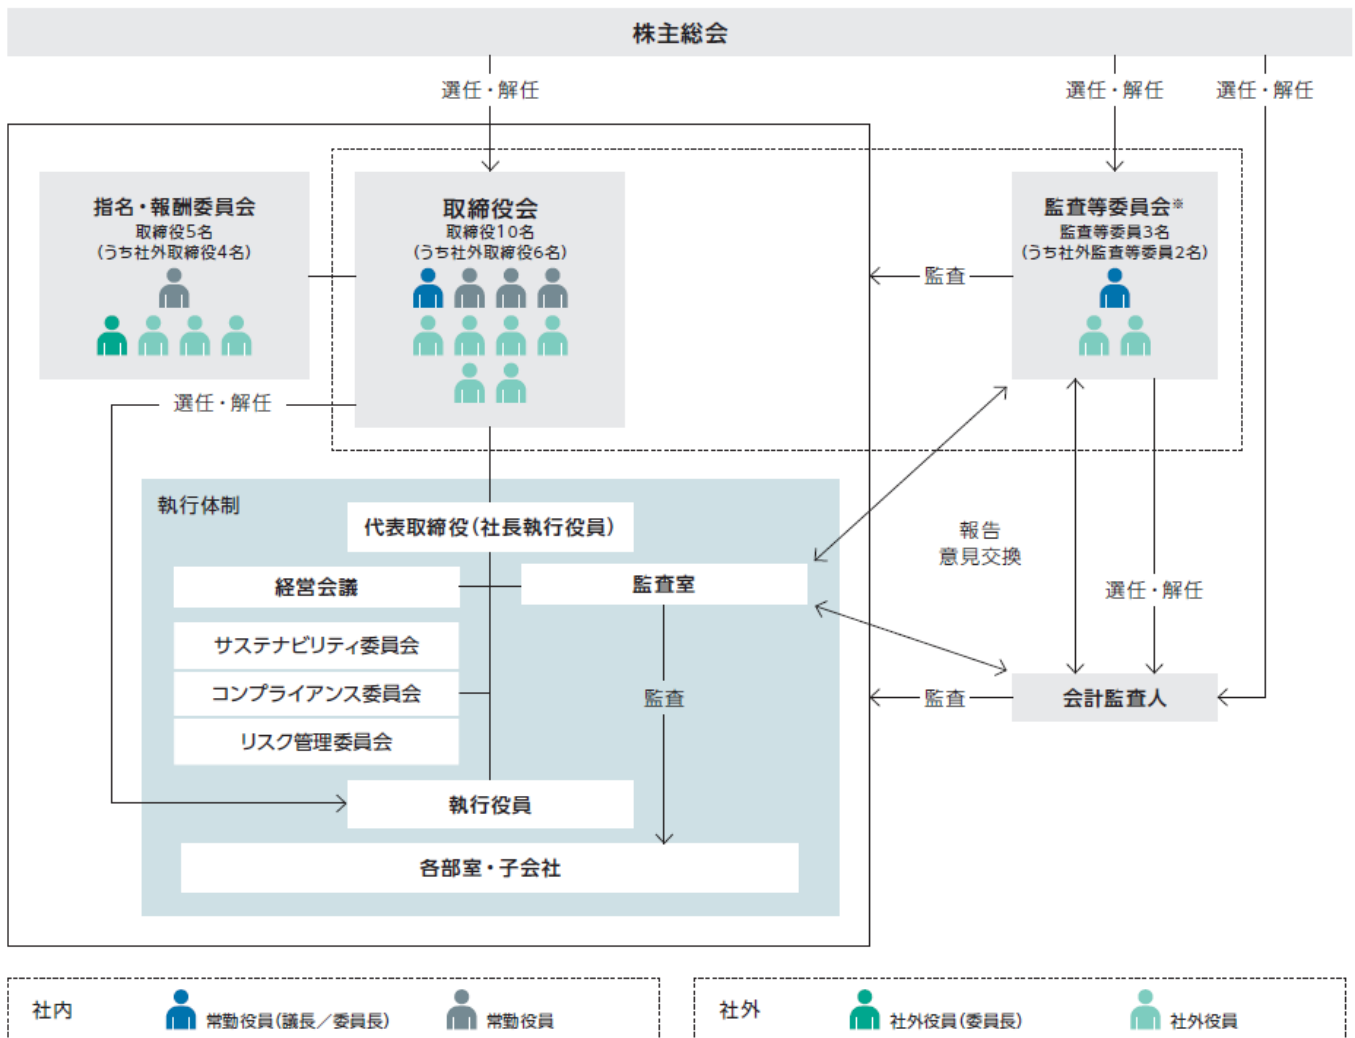 株主総会
選任・解任
選任・解任
選任・解任
指名・報酬委員会
取締役5名
(うち社外取締役4名)
取締役会
取締役10名
(うち社外取締役6名)
監査等委員会※
監査等委員3名
(うち社外監査等委員2名)
監査
選任・解任
執行体制
代表取締役(社長執行役員)
経営会議
監査室
サステナビリティ委員会
コンプライアンス委員会
リスク管理委員会
監査
執行役員
各部室・子会社
報告
意見交換
選任・解任
監査
会計監査人
社内
常勤役員(議長／委員長)
常勤役員
社外
社外役員(委員長)
社外役員